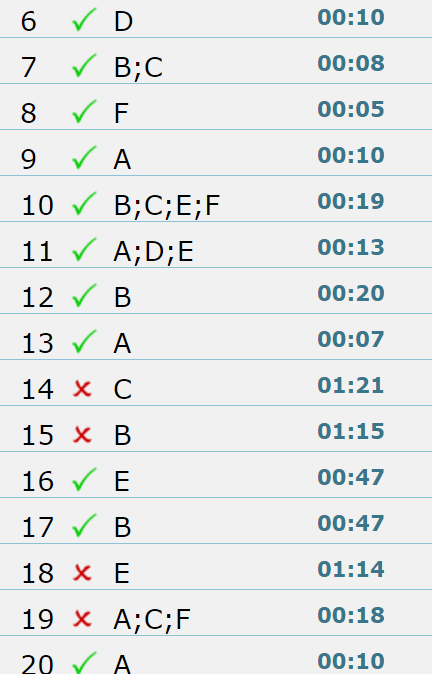 6 D 00:10
7 B;C 00:08
8 F 00:05
9 A 00:10
10 B;C;E;F 00:19
11 A;D;E 00:13
12 B 00:20
13 A 00:07
14 C 01:21
15 B 01:15
16 E 00:47
17 B 00:47
18 E 01:14
19 A;C;F 00:18
20 A 00:10